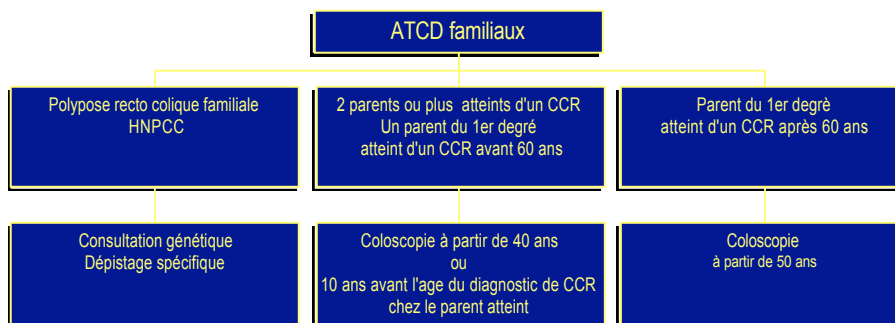 ATCD familiaux
Polypose recto colique familiale
HNPCC
2 parents ou plus atteints d'un CCR
Un parent du 1er degré
atteint d'un CCR avant 60 ans
Parent du 1er degrè
atteint d'un CCR après 60 ans
Consultation génétique
Dépistage spécifique
Coloscopie à partir de 40 ans
ou
10 ans avant l'age du diagnostic de CCR
chez le parent atteint
Coloscopie
à partir de 50 ans